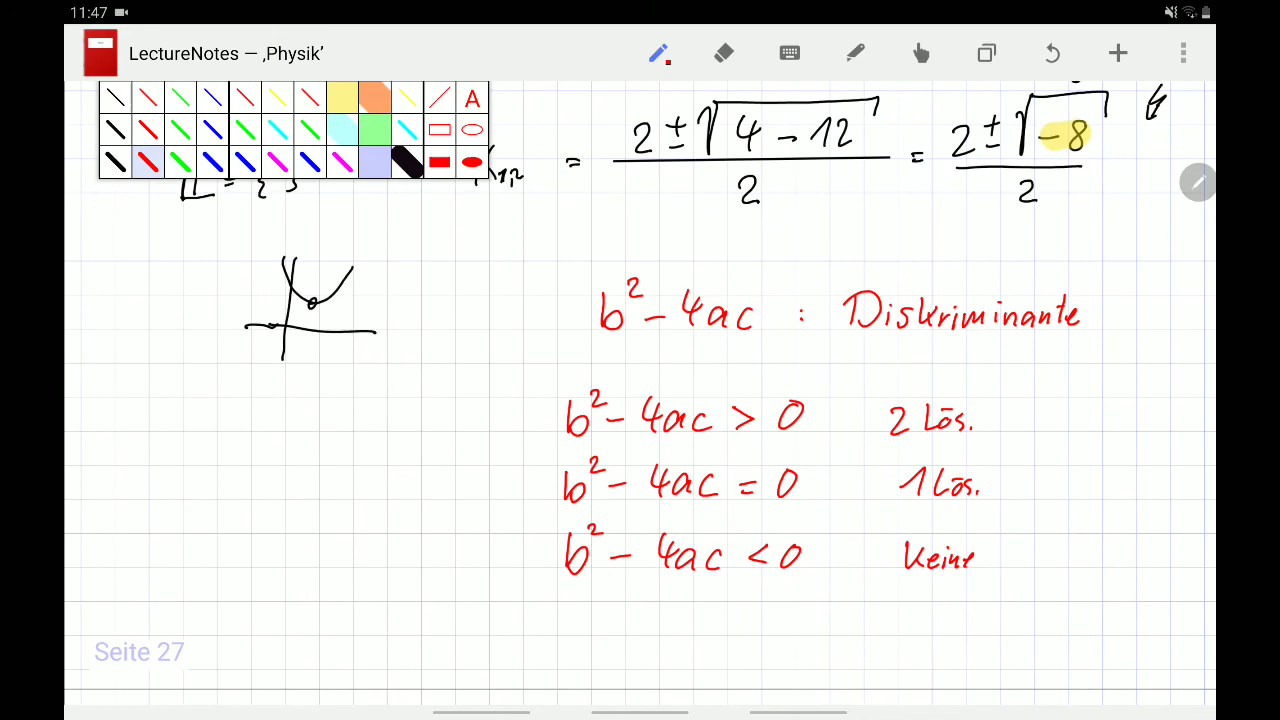 11:47
LectureNotes – ‚Physik’
A
= (2 ± √(4 - 12)) / 2 = (2 ± √(-8)) / 2
𝕃 = { }
b² - 4ac : Diskriminante
b² - 4ac > 0 2 Lös.
b² - 4ac = 0 1 Lös.
b² - 4ac < 0 keine
Seite 27